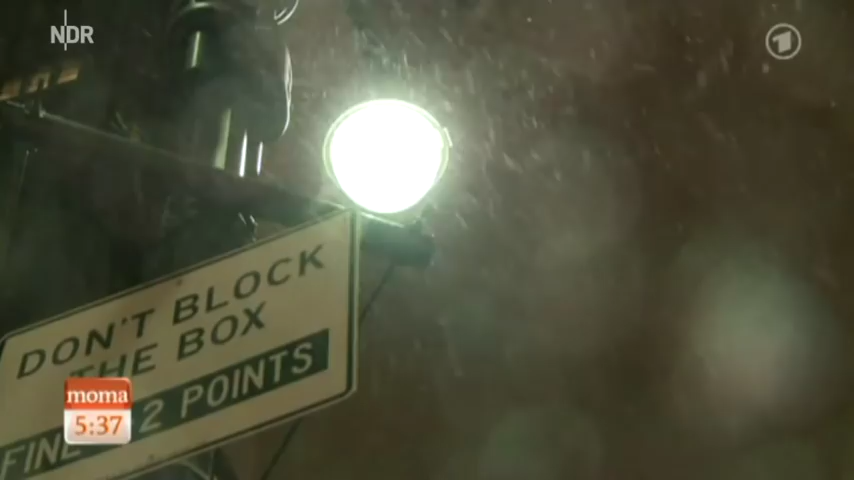 NDR
1
DON'T BLOCK
THE BOX
FINE 2 POINTS
moma
5:37